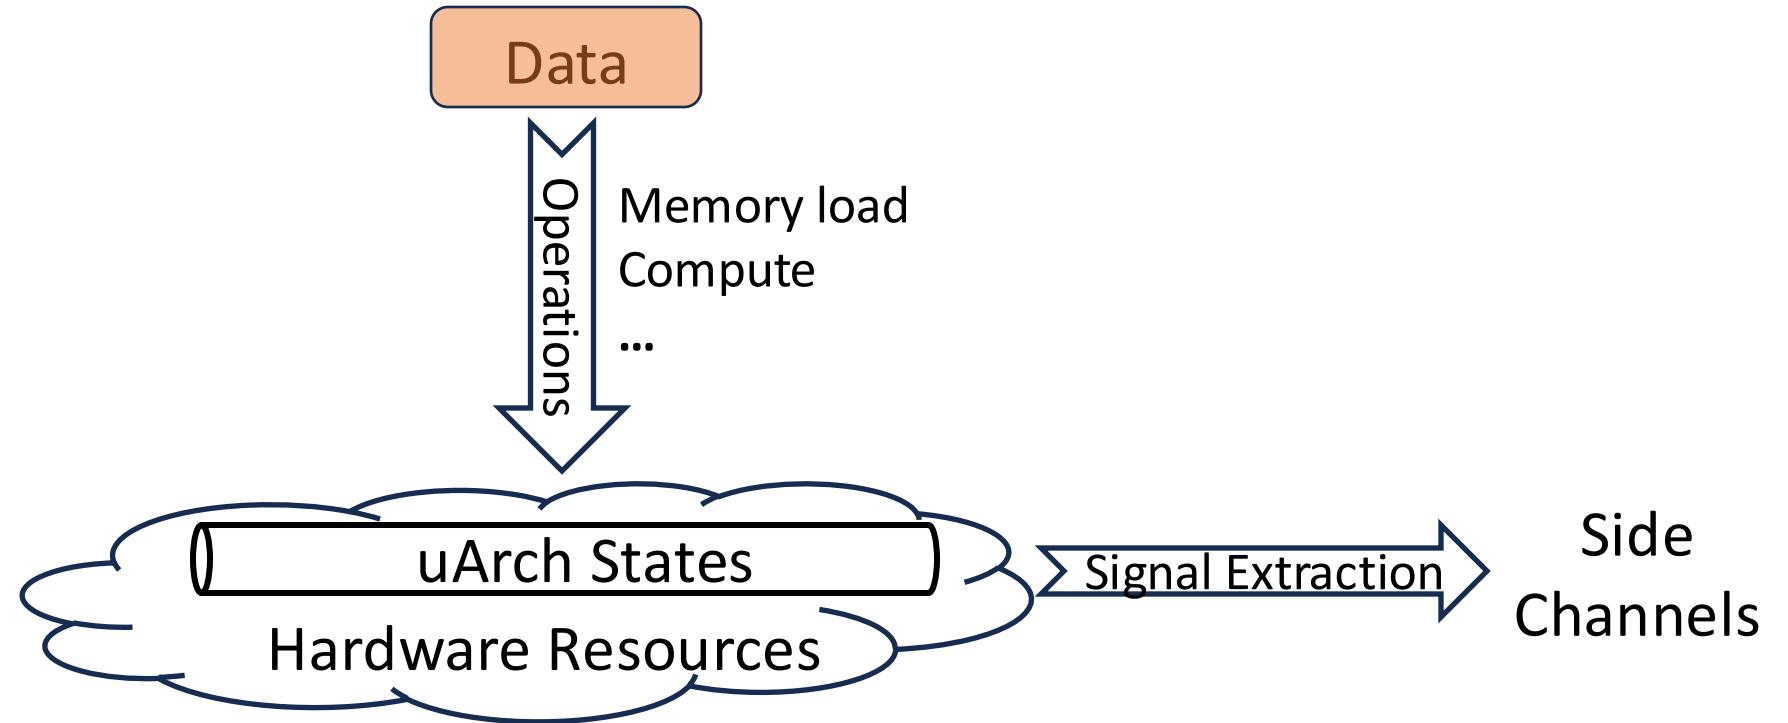 Data
Operations
Memory load
Compute
...
uArch States
Hardware Resources
Signal Extraction
Side
Channels